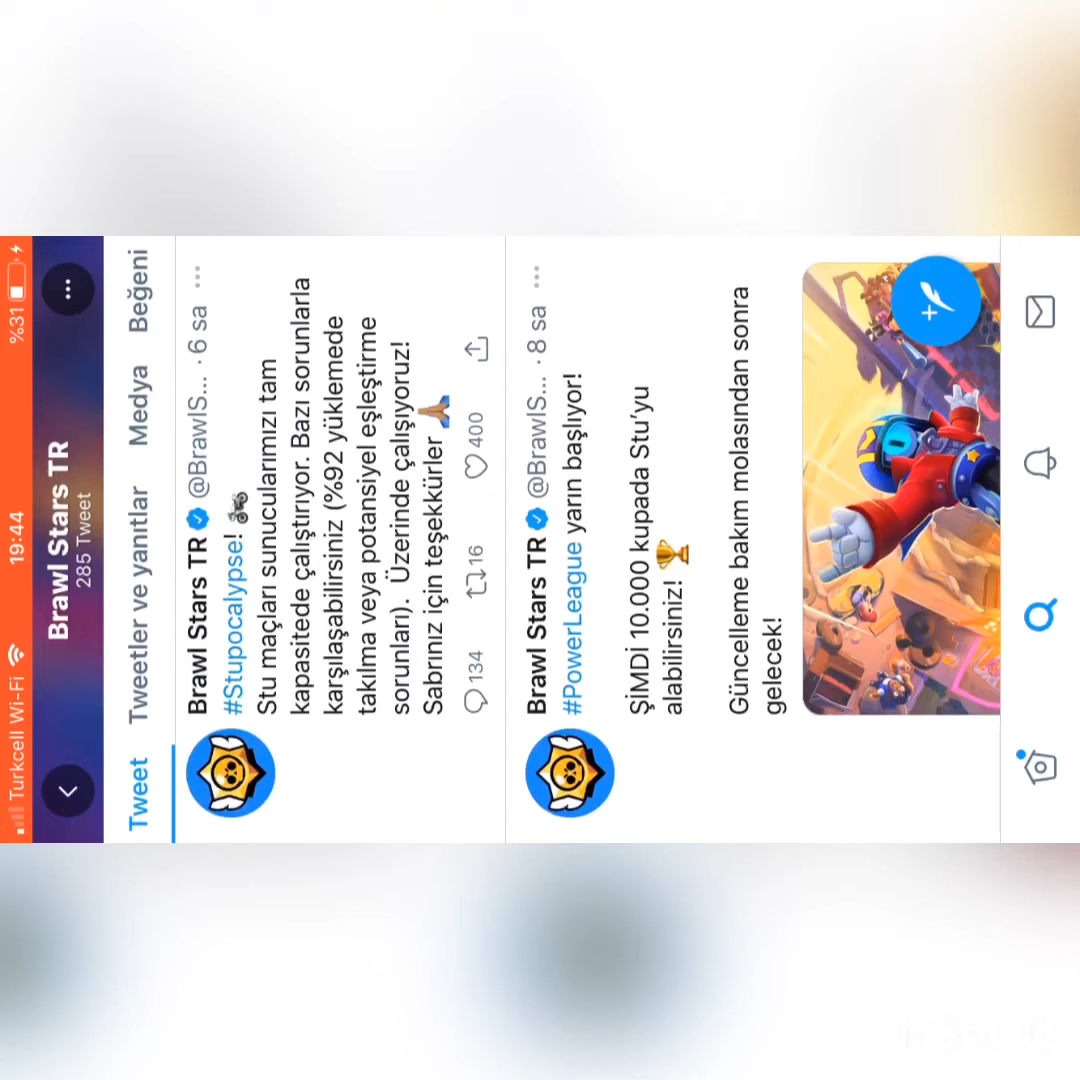 Turkcell Wi-Fi 19:44 %31
Brawl Stars TR
285 Tweet
Tweet Tweetler ve yanıtlar Medya Beğeni
Brawl Stars TR @BrawlS... · 6 sa
#Stupocalypse!
Stu maçları sunucularımızı tam
kapasitede çalıştırıyor. Bazı sorunlarla
karşılaşabilirsiniz (%92 yüklemede
takılma veya potansiyel eşleştirme
sorunları). Üzerinde çalışıyoruz!
Sabrınız için teşekkürler 🙏🏽
134 16 400
Brawl Stars TR @BrawlS... · 8 sa
#PowerLeague yarın başlıyor!
ŞİMDİ 10.000 kupada Stu'yu
alabilirsiniz! 🏆
Güncelleme bakım molasından sonra
gelecek!